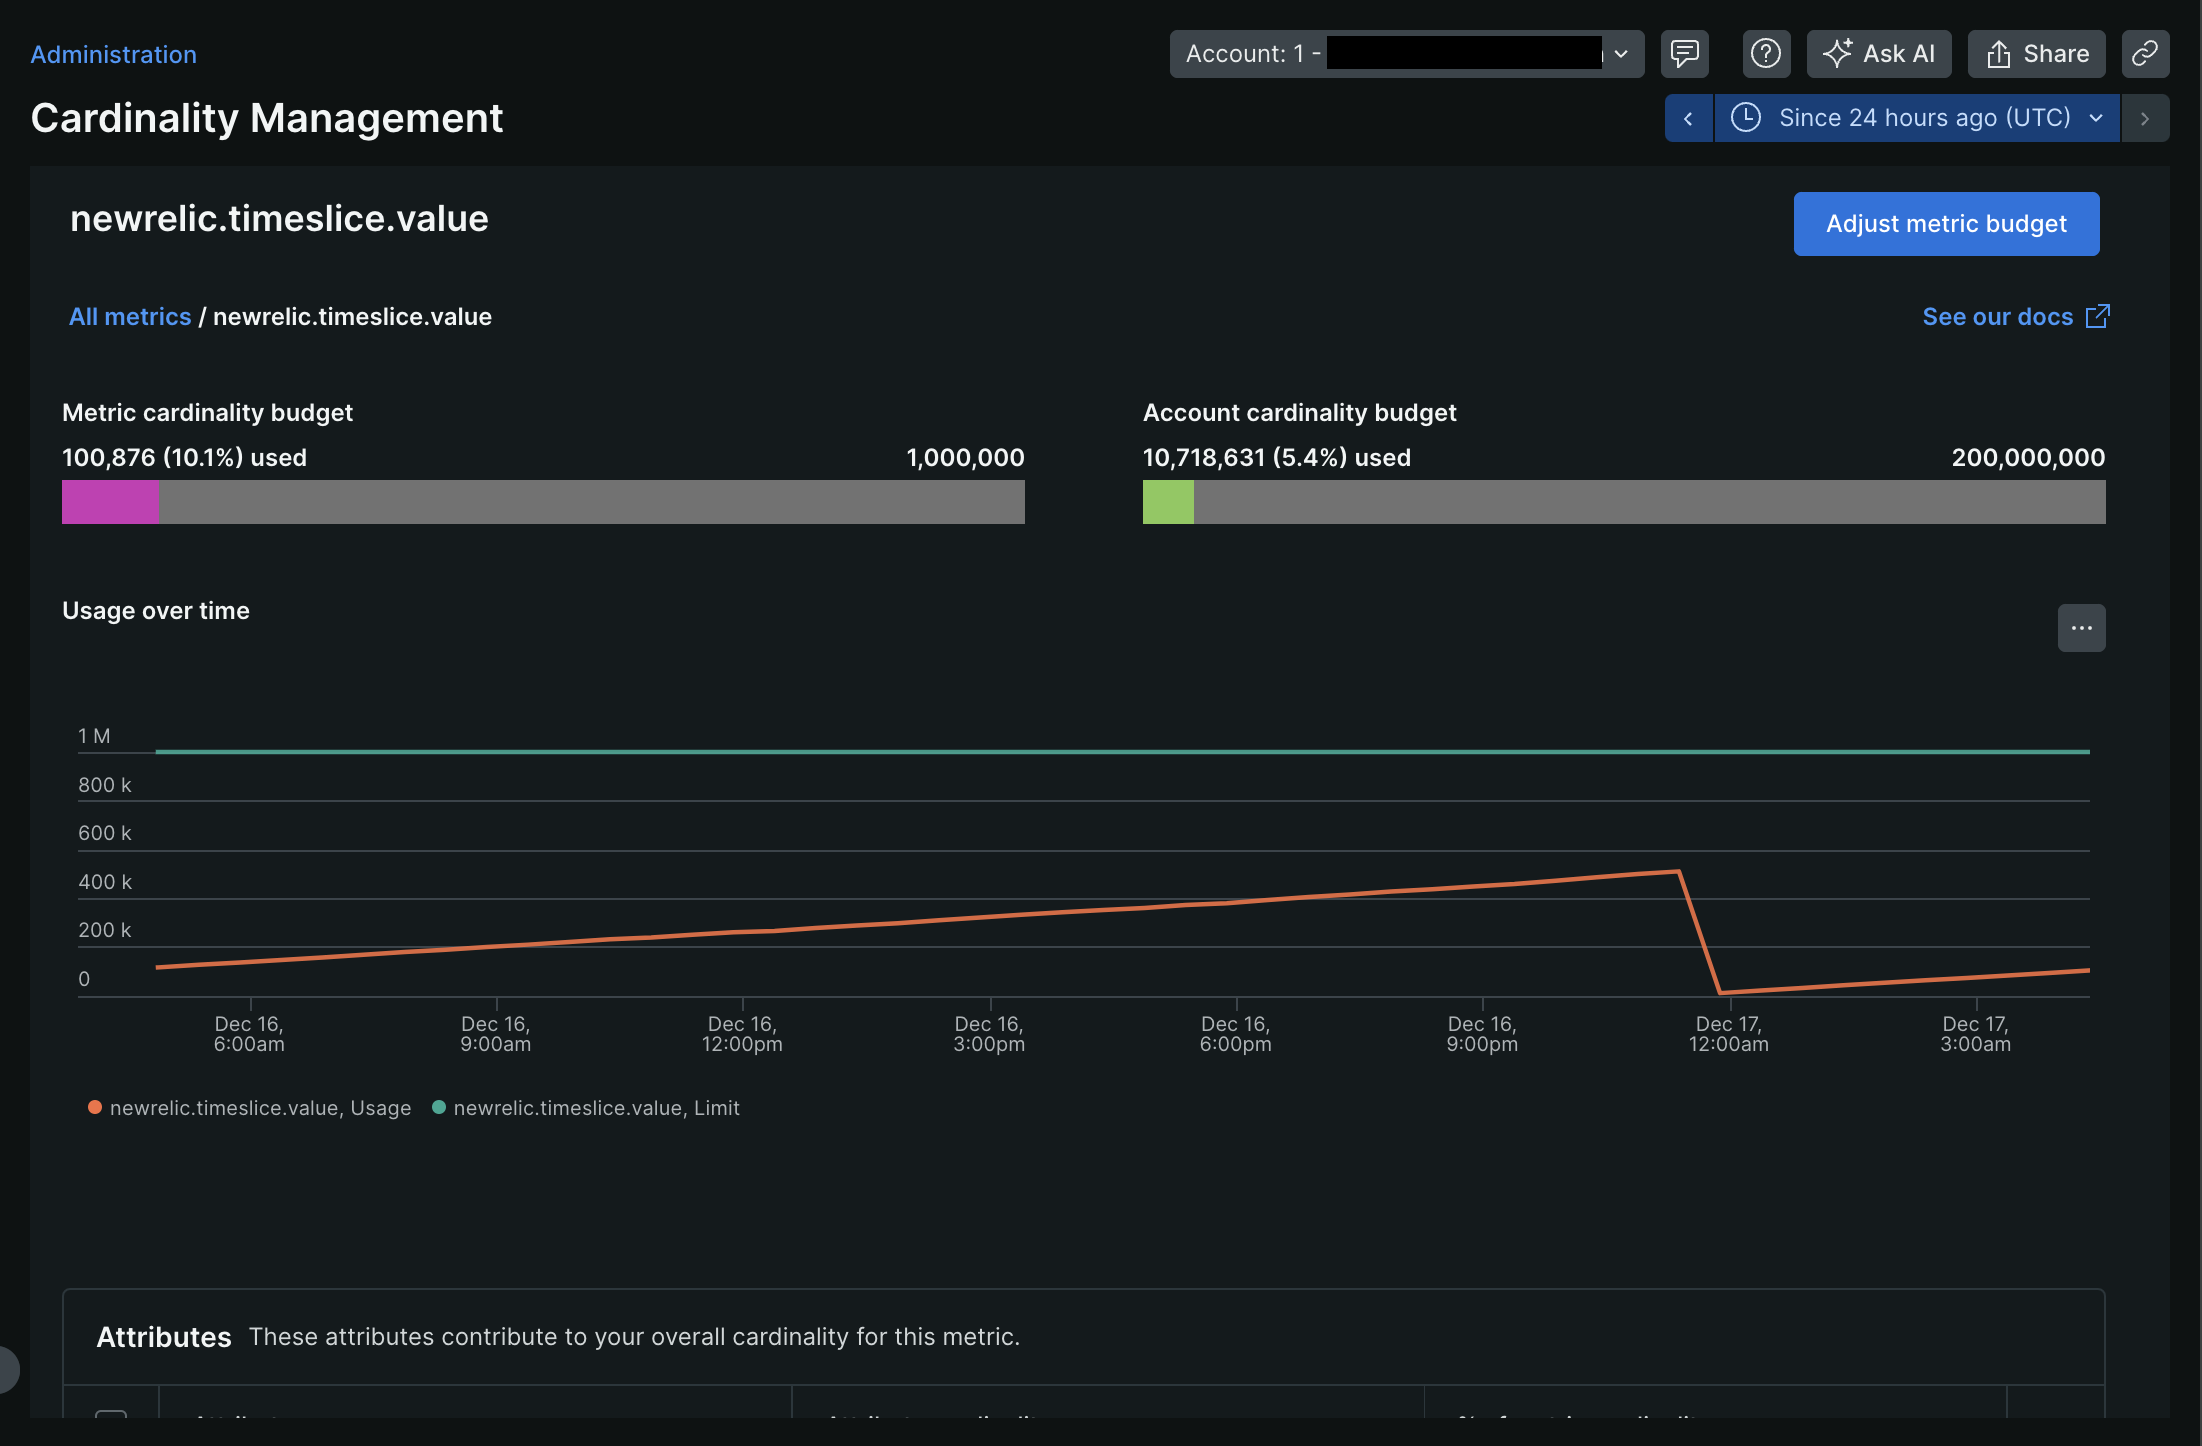 Administration
Account: 1 -
Ask AI
Share
Cardinality Management
Since 24 hours ago (UTC)
newrelic.timeslice.value
Adjust metric budget
All metrics / newrelic.timeslice.value
See our docs
Metric cardinality budget
100,876 (10.1%) used
1,000,000
Account cardinality budget
10,718,631 (5.4%) used
200,000,000
Usage over time
1 M
800 k
600 k
400 k
200 k
0
Dec 16,
6:00am
Dec 16,
9:00am
Dec 16,
12:00pm
Dec 16,
3:00pm
Dec 16,
6:00pm
Dec 16,
9:00pm
Dec 17,
12:00am
Dec 17,
3:00am
newrelic.timeslice.value, Usage
newrelic.timeslice.value, Limit
Attributes These attributes contribute to your overall cardinality for this metric.